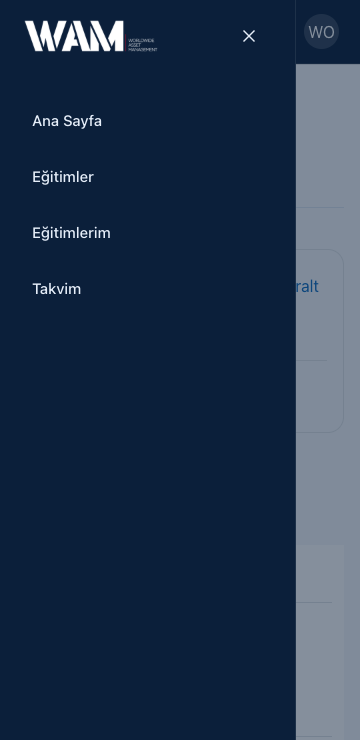 WAM
WORLDWIDE
ASSET
MANAGEMENT
WO
Ana Sayfa
Eğitimler
Eğitimlerim
Takvim
ralt